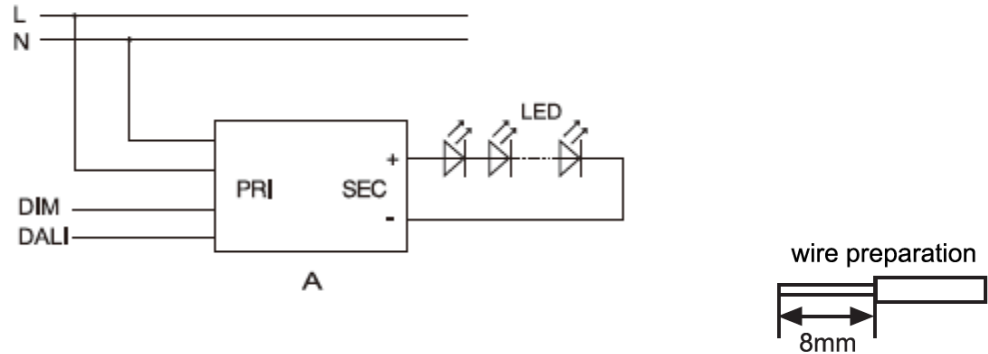 L
N
LED
+
PRI
SEC
-
DIM
DALI
A
wire preparation
8mm